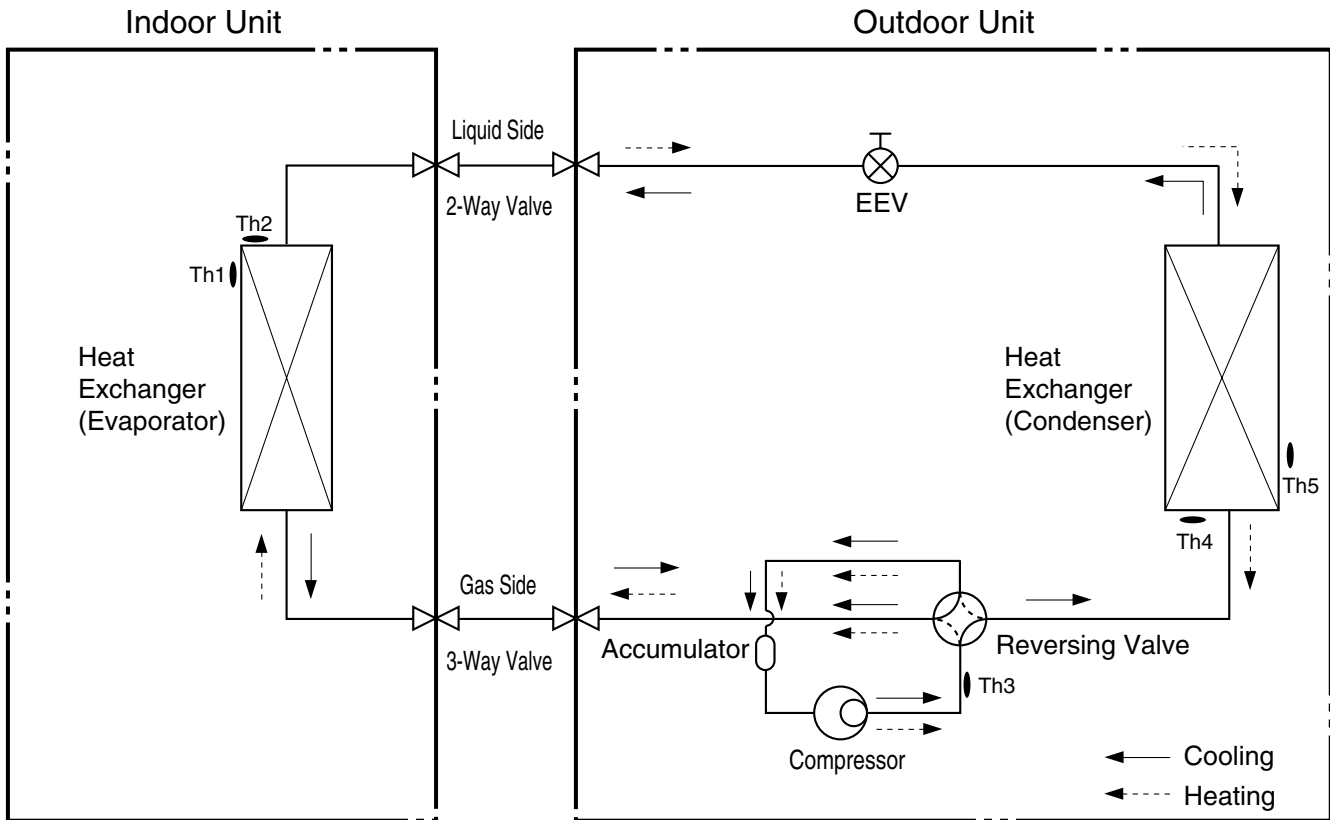 Indoor Unit
Outdoor Unit
Liquid Side
2-Way Valve
EEV
Th2
Th1
Heat
Exchanger
(Evaporator)
Heat
Exchanger
(Condenser)
Th5
Th4
Gas Side
3-Way Valve
Accumulator
Reversing Valve
Th3
Compressor
Cooling
Heating